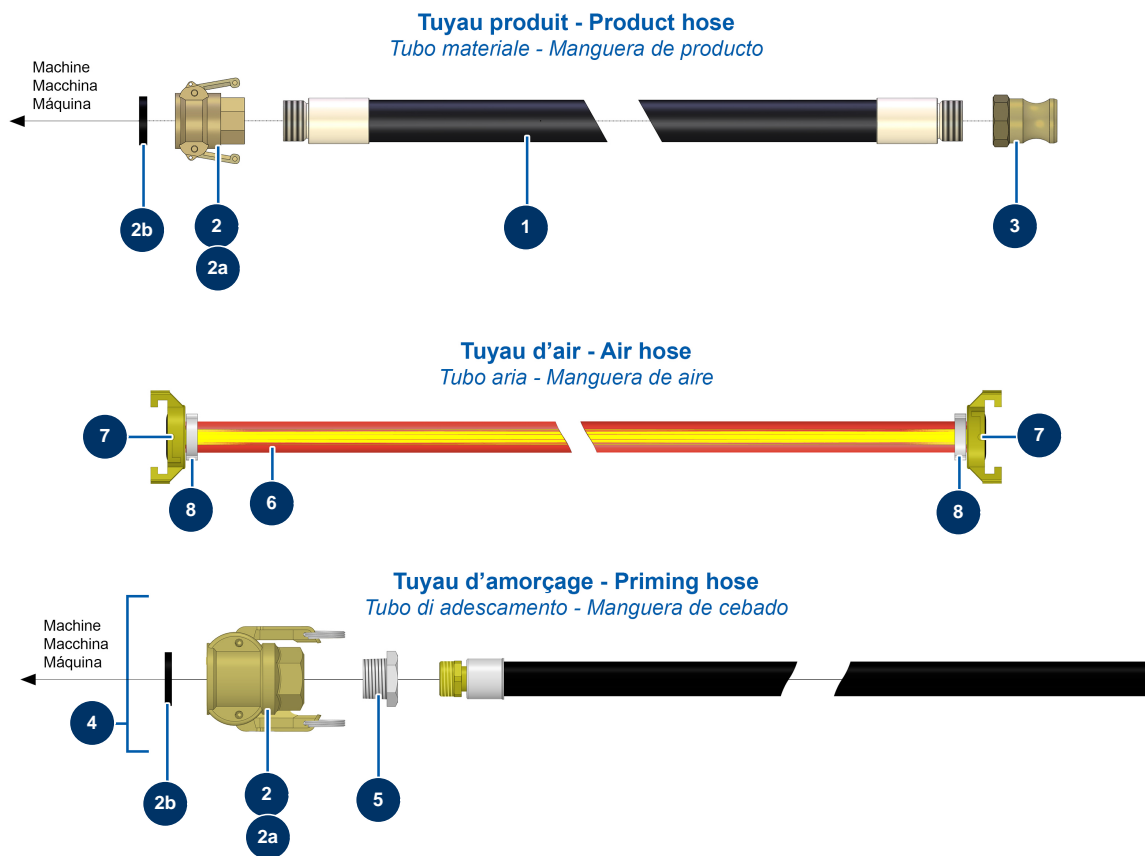 Tuyau produit - Product hose
Tubo materiale - Manguera de producto
Machine
Macchina
Máquina
2b
2
2a
1
3
Tuyau d’air - Air hose
Tubo aria - Manguera de aire
7
7
8
6
8
Tuyau d’amorçage - Priming hose
Tubo di adescamento - Manguera de cebado
Machine
Macchina
Máquina
4
2b
2
2a
5